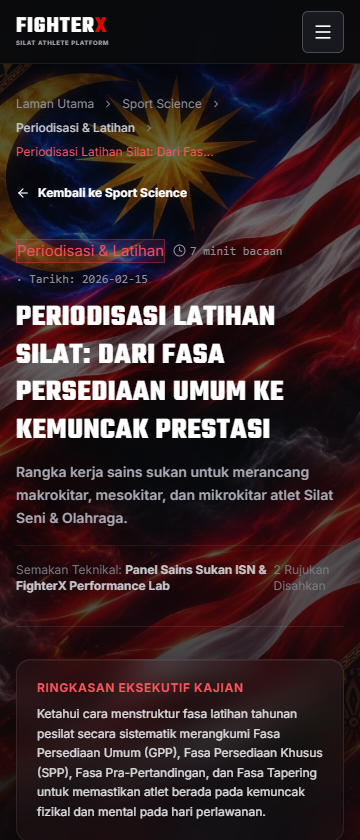 FIGHTERX
SILAT ATHLETE PLATFORM
Laman Utama > Sport Science >
Periodisasi & Latihan >
Periodisasi Latihan Silat: Dari Fas...
← Kembali ke Sport Science
Periodisasi & Latihan 7 minit bacaan
· Tarikh: 2026-02-15
PERIODISASI LATIHAN
SILAT: DARI FASA
PERSEDIAAN UMUM KE
KEMUNCAK PRESTASI
Rangka kerja sains sukan untuk merancang
makrokitar, mesokitar, dan mikrokitar atlet Silat
Seni & Olahraga.
Semakan Teknikal: Panel Sains Sukan ISN &
FighterX Performance Lab
2 Rujukan
Disahkan
RINGKASAN EKSEKUTIF KAJIAN
Ketahui cara menstruktur fasa latihan tahunan
pesilat secara sistematik merangkumi Fasa
Persediaan Umum (GPP), Fasa Persediaan Khusus
(SPP), Fasa Pra-Pertandingan, dan Fasa Tapering
untuk memastikan atlet berada pada kemuncak
fizikal dan mental pada hari perlawanan.